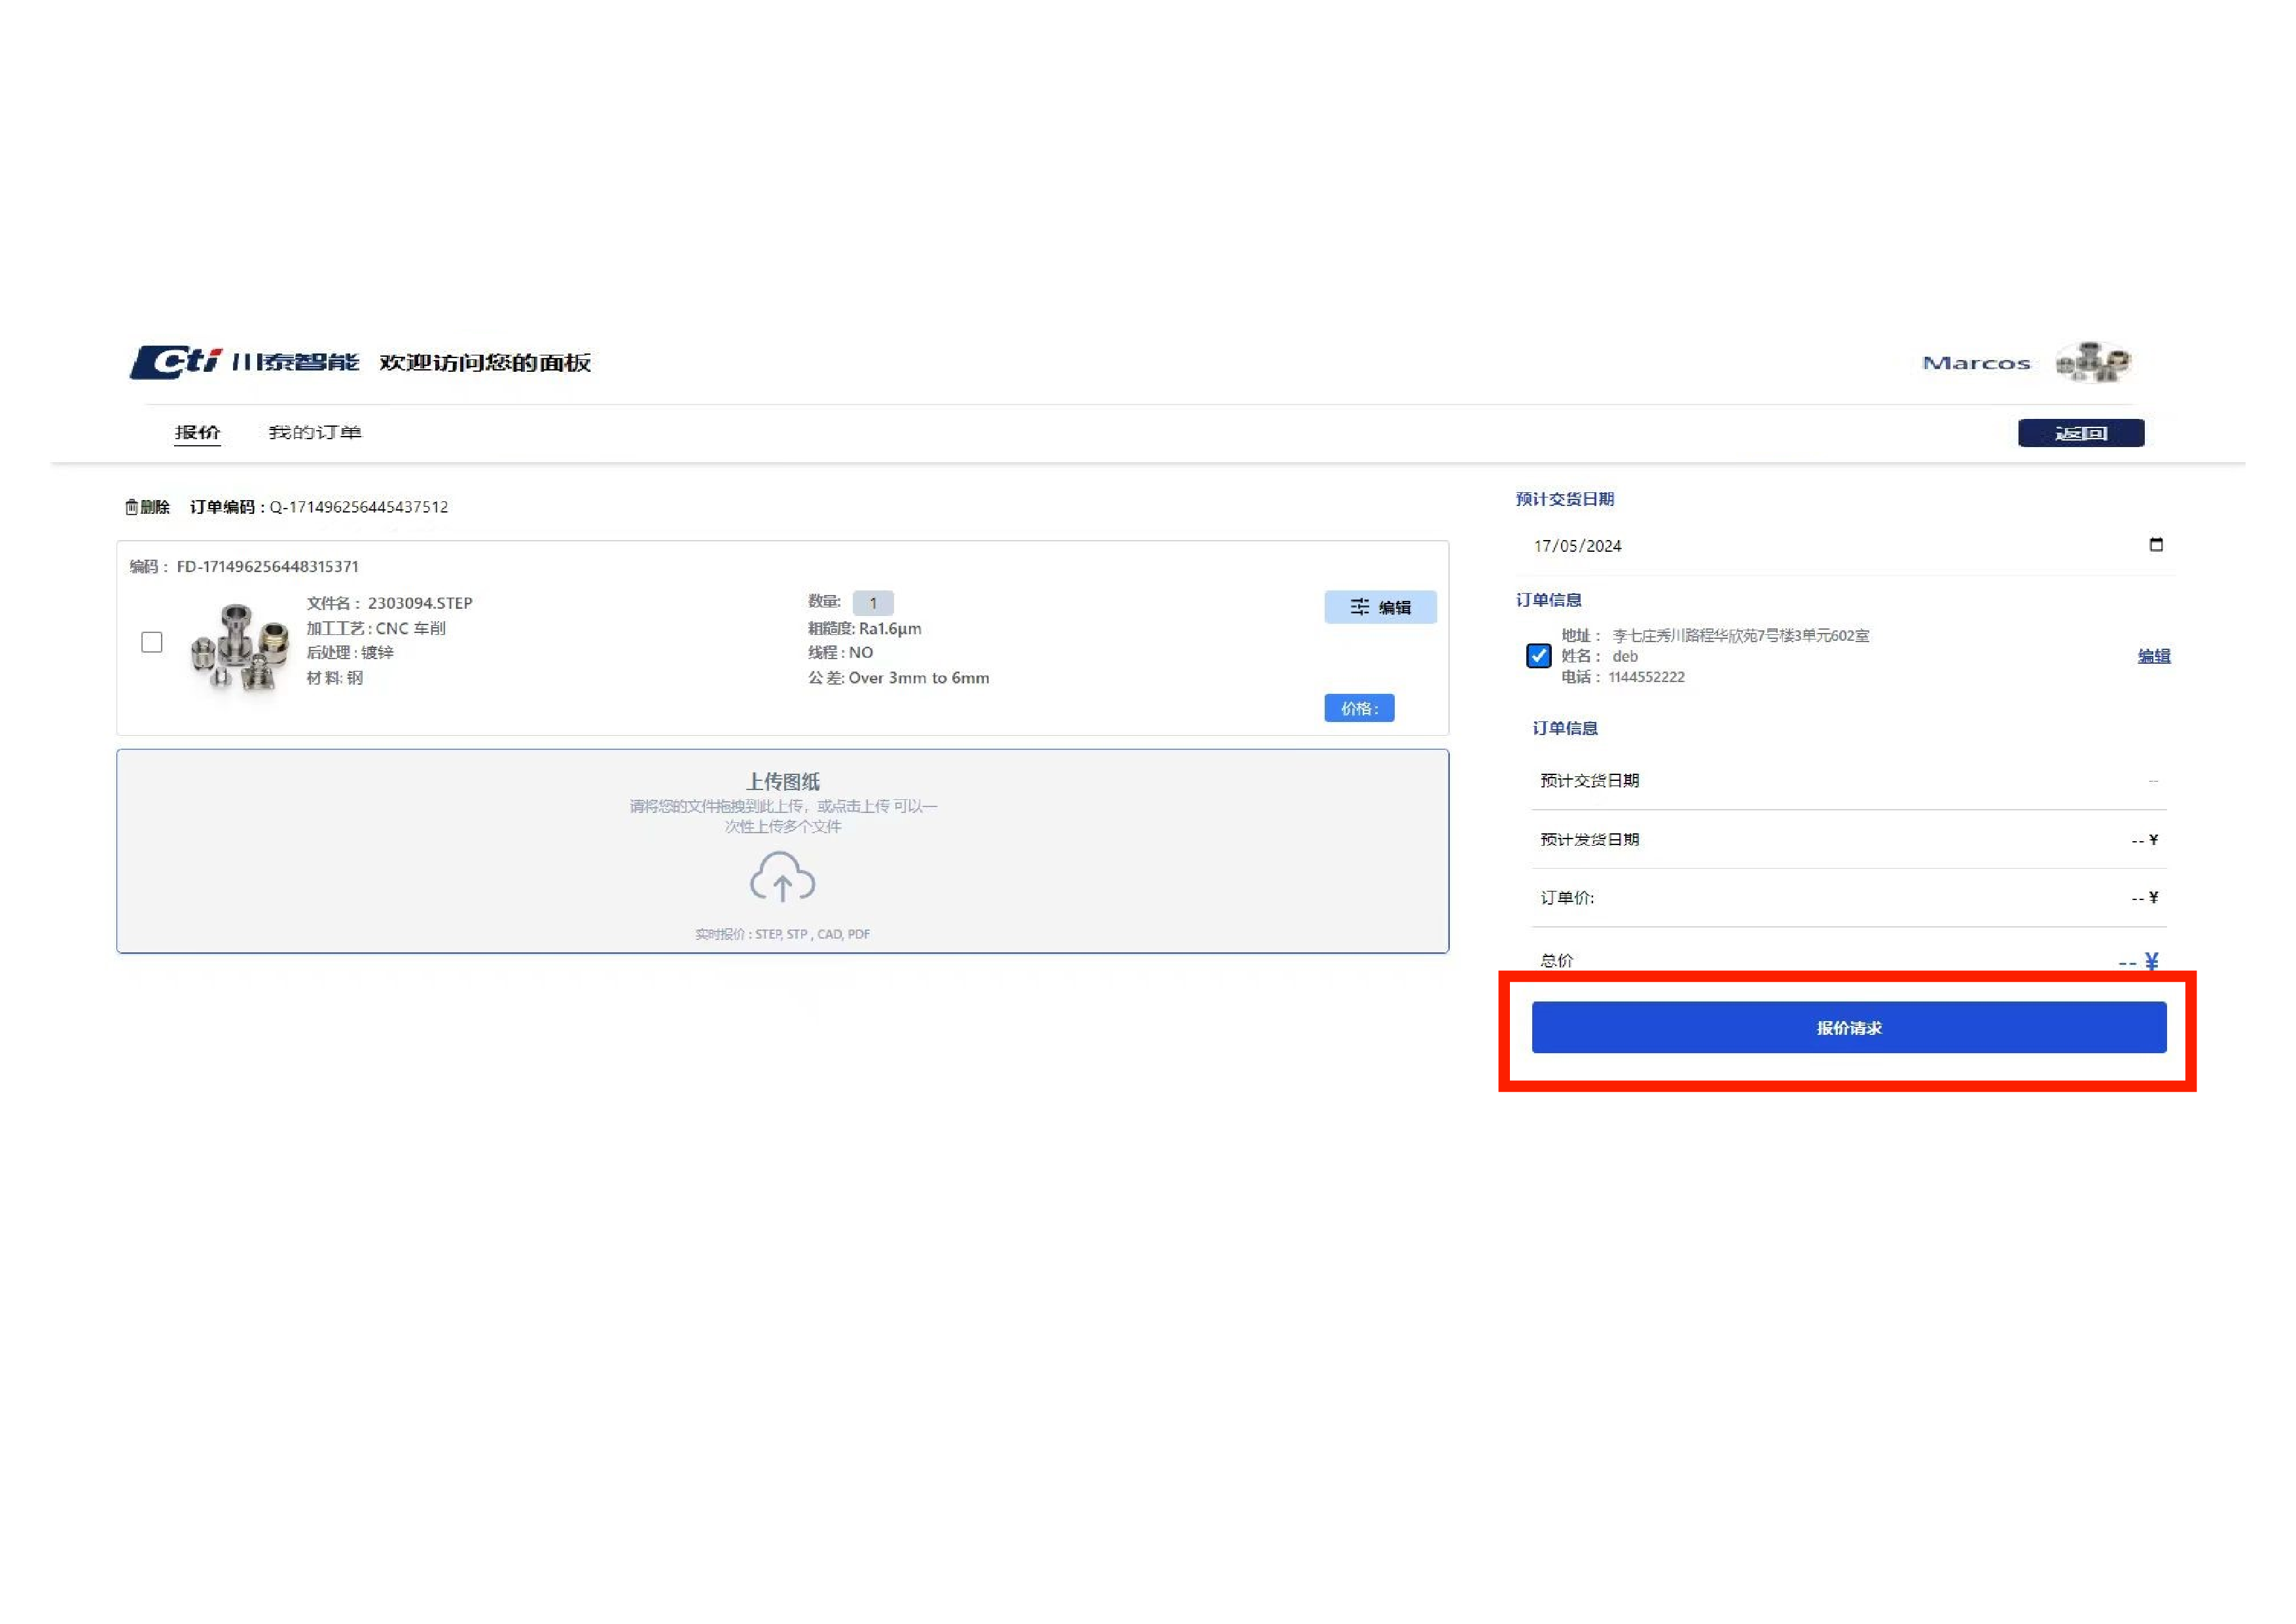 cti 川泰智能 欢迎访问您的面板
Marcos
报价 我的订单
返回
删除 订单编码 : Q-171496256445437512
编码： FD-171496256448315371
文件名： 2303094.STEP
加工工艺 : CNC 车削
后处理 : 镀锌
材 料: 钢
数量: 1
粗糙度: Ra1.6μm
线程 : NO
公 差: Over 3mm to 6mm
编辑
价格 :
上传图纸
请将您的文件拖拽到此上传，或点击上传 可以一
次性上传多个文件
实时报价 : STEP, STP , CAD, PDF
预计交货日期
17/05/2024
订单信息
地址： 李七庄秀川路程华欣苑7号楼3单元602室
姓名： deb
电话： 1144552222
编辑
订单信息
预计交货日期 --
预计发货日期 -- ¥
订单价: -- ¥
总价 -- ¥
报价请求